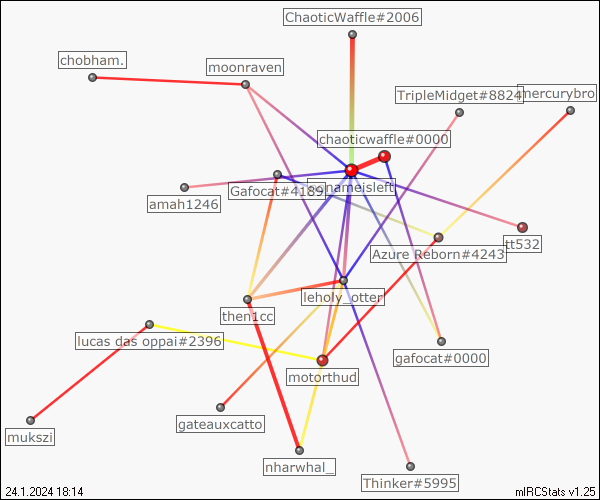 ChaoticWaffle#2006
chobham.
moonraven
TripleMidget#8824
mercurybro
chaoticwaffle#0000
Gafocat#4189
nonameisleft
amah1246
tt532
Azure Reborn#4243
leholy_otter
then1cc
lucas das oppai#2396
gafocat#0000
motorthud
gateauxcatto
mukszi
nharwhal_
Thinker#5995
24.1.2024 18:14
mIRCStats v1.25